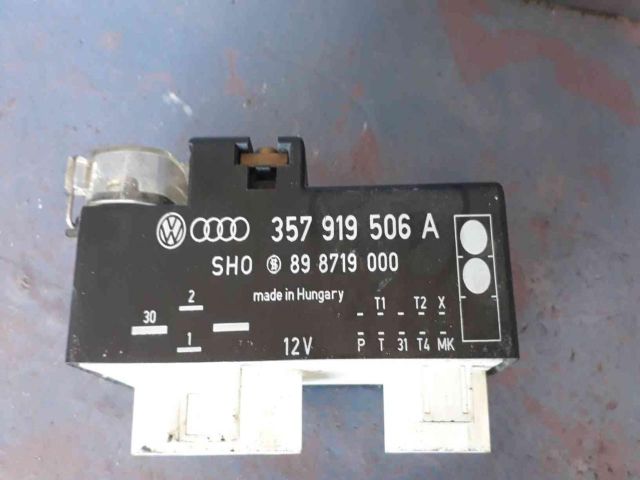 357 919 506 A
SHO 89 8719 000
made in Hungary
30 2 1
12V
T1 T2 X
P T 31 T4 MK